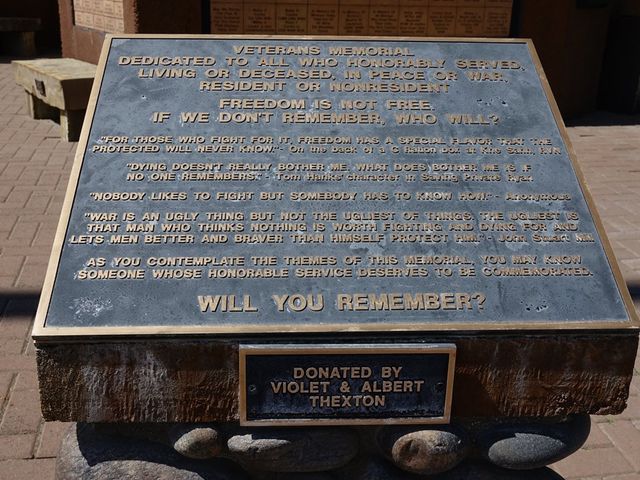 VETERANS MEMORIAL
DEDICATED TO ALL WHO HONORABLY SERVED,
LIVING OR DECEASED, IN PEACE OR WAR,
RESIDENT OR NONRESIDENT
FREEDOM IS NOT FREE.
IF WE DON'T REMEMBER, WHO WILL?
"FOR THOSE WHO FIGHT FOR IT, FREEDOM HAS A SPECIAL FLAVOR THAT THE
PROTECTED WILL NEVER KNOW." - On the back of a C Ration box at Khe Sanh, RVN
"DYING DOESN'T REALLY BOTHER ME. WHAT DOES BOTHER ME IS IF
NO ONE REMEMBERS." - Tom Hanks' character in Saving Private Ryan
"NOBODY LIKES TO FIGHT BUT SOMEBODY HAS TO KNOW HOW." - Anonymous
"WAR IS AN UGLY THING BUT NOT THE UGLIEST OF THINGS. THE UGLIEST IS
THAT MAN WHO THINKS NOTHING IS WORTH FIGHTING AND DYING FOR AND
LETS MEN BETTER AND BRAVER THAN HIMSELF PROTECT HIM." - John Stuart Mill
AS YOU CONTEMPLATE THE THEMES OF THIS MEMORIAL, YOU MAY KNOW
SOMEONE WHOSE HONORABLE SERVICE DESERVES TO BE COMMEMORATED.
WILL YOU REMEMBER?
DONATED BY
VIOLET & ALBERT
THEXTON